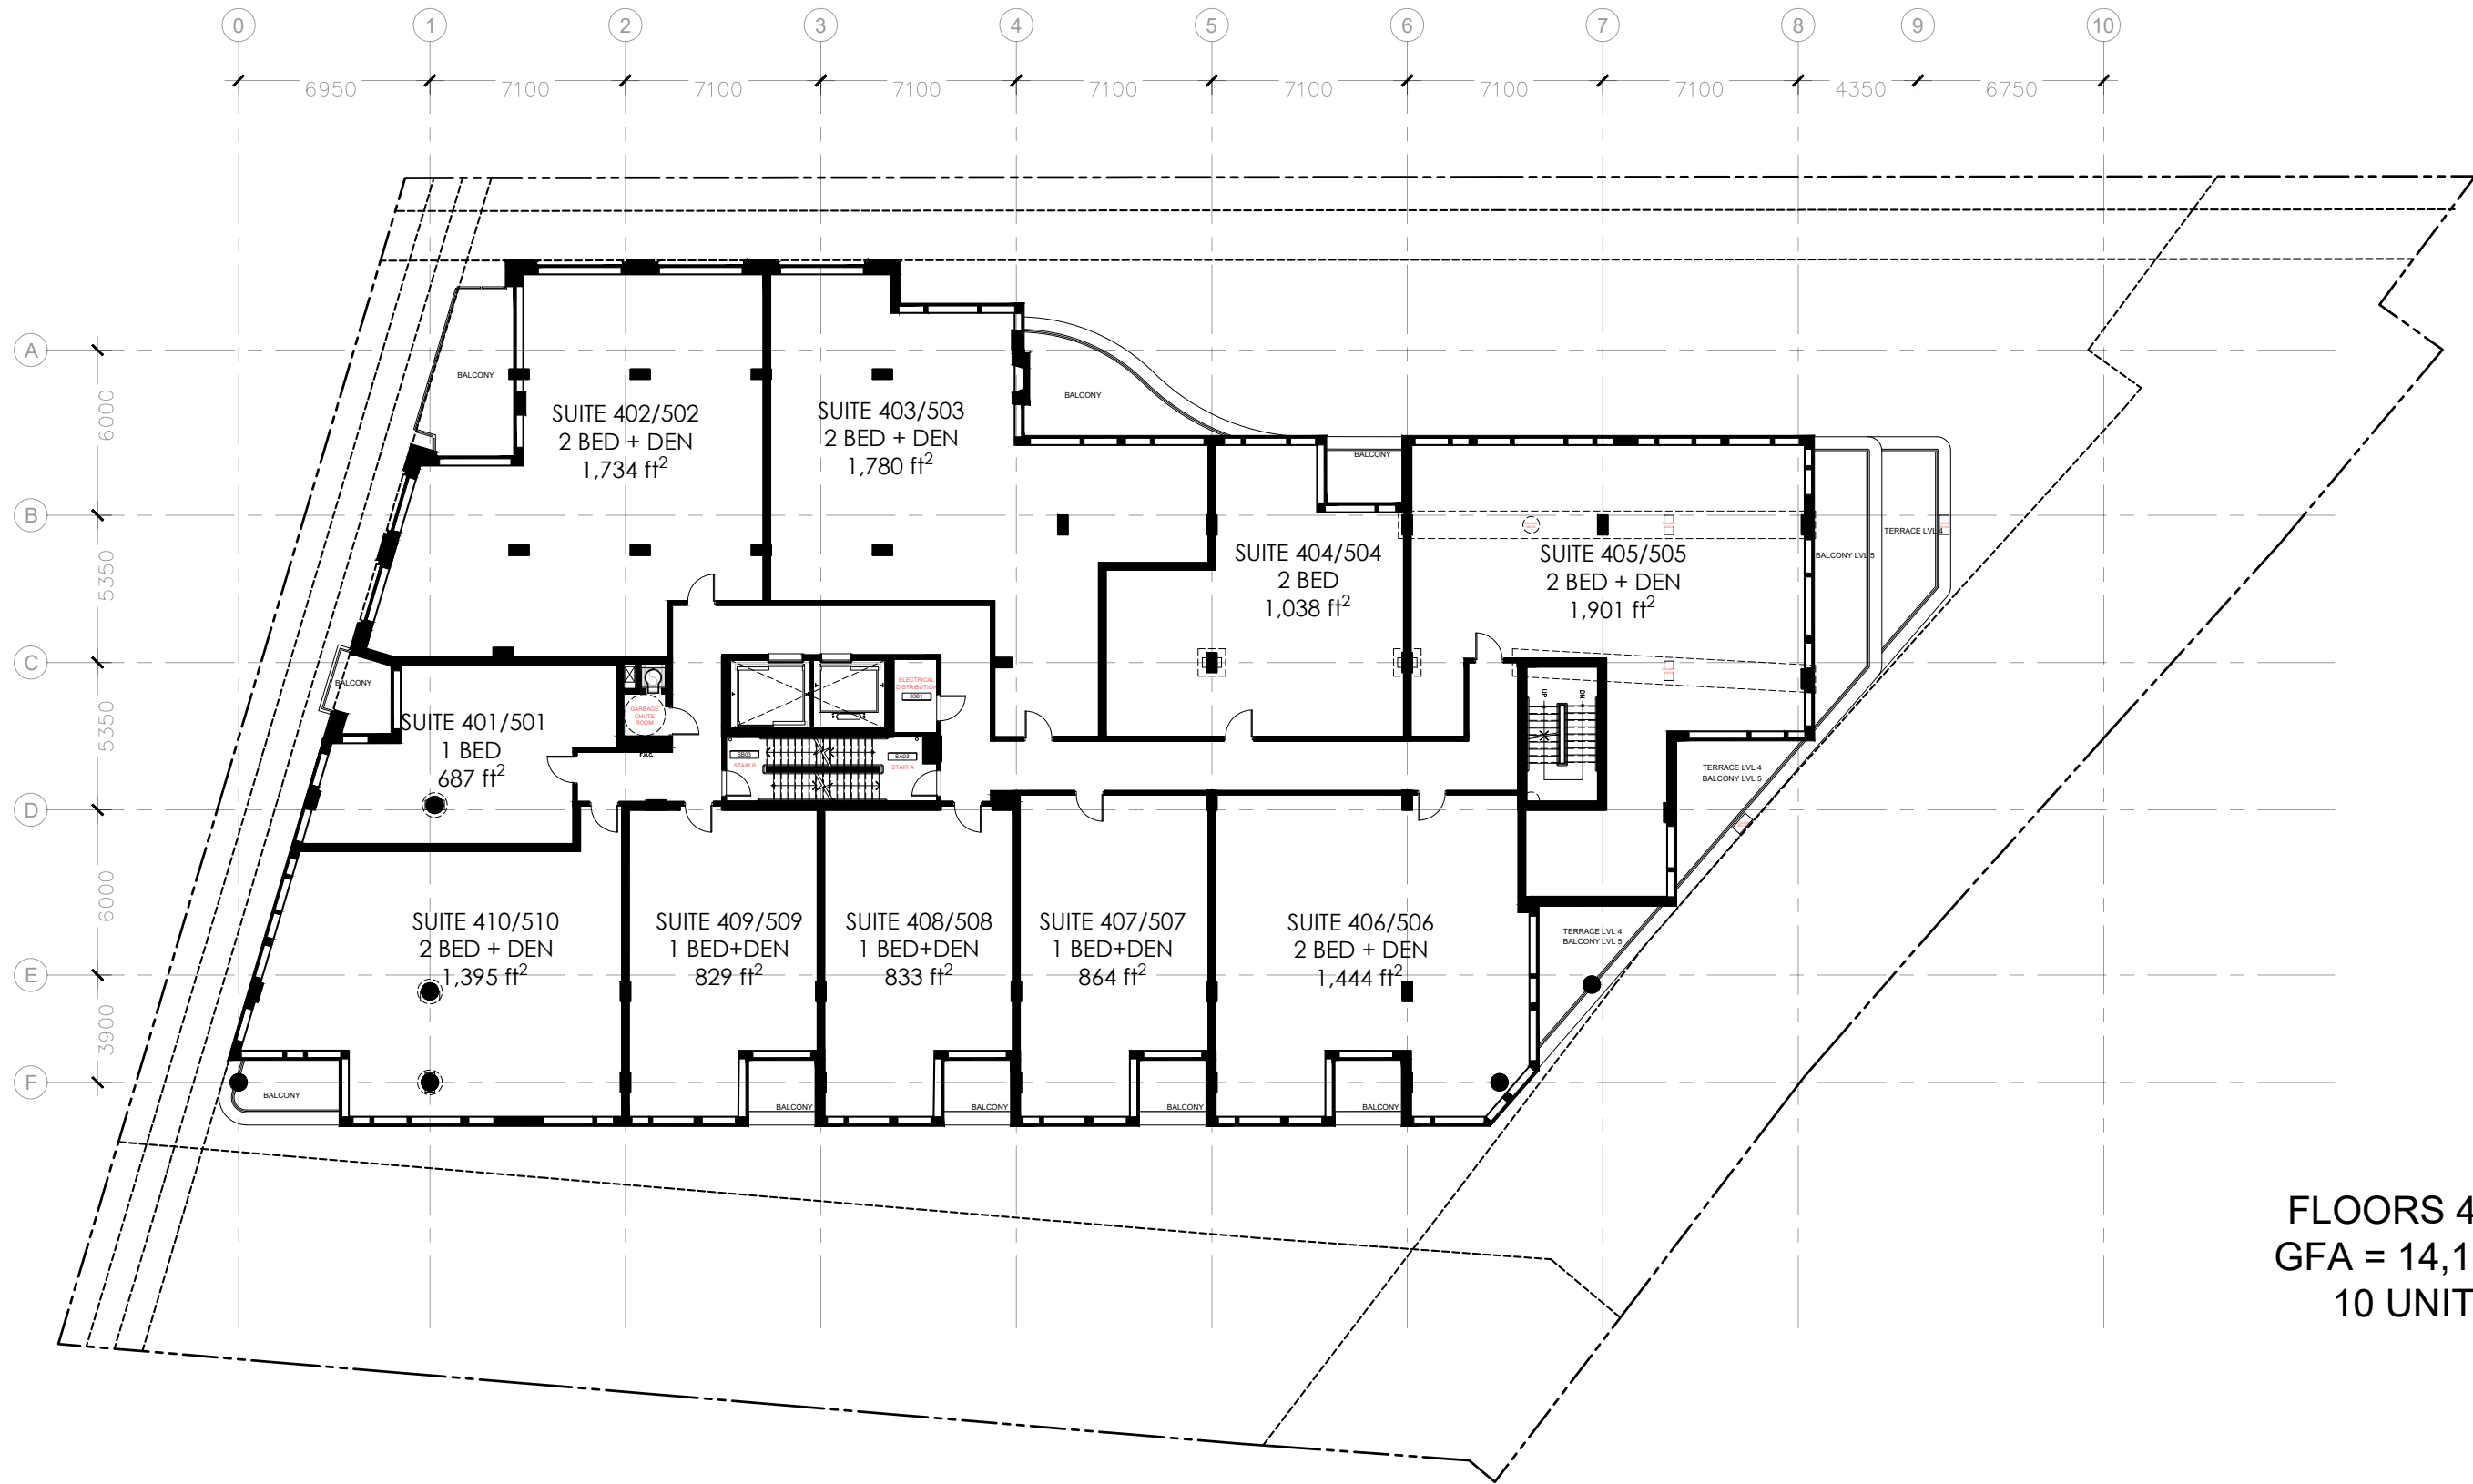 0 1 2 3 4 5 6 7 8 9 10
6950 7100 7100 7100 7100 7100 7100 7100 4350 6750
A
B
C
D
E
F
6000
5350
5350
6000
3900
BALCONY
SUITE 402/502
2 BED + DEN
1,734 ft²
SUITE 403/503
2 BED + DEN
1,780 ft²
BALCONY
BALCONY
SUITE 404/504
2 BED
1,038 ft²
SUITE 405/505
2 BED + DEN
1,901 ft²
BALCONY LVL 5
TERRACE LVL 4
BALCONY
SUITE 401/501
1 BED
687 ft²
GARBAGE
CHUTE
ROOM
ELECTRICAL
DISTRIBUTION
0301
SB03
STAIR B
SA03
STAIR A
UP
DN
TERRACE LVL 4
BALCONY LVL 5
SUITE 410/510
2 BED + DEN
1,395 ft²
SUITE 409/509
1 BED+DEN
829 ft²
SUITE 408/508
1 BED+DEN
833 ft²
SUITE 407/507
1 BED+DEN
864 ft²
SUITE 406/506
2 BED + DEN
1,444 ft²
TERRACE LVL 4
BALCONY LVL 5
BALCONY
BALCONY
BALCONY
BALCONY
BALCONY
FLOORS 4
GFA = 14,1
10 UNIT